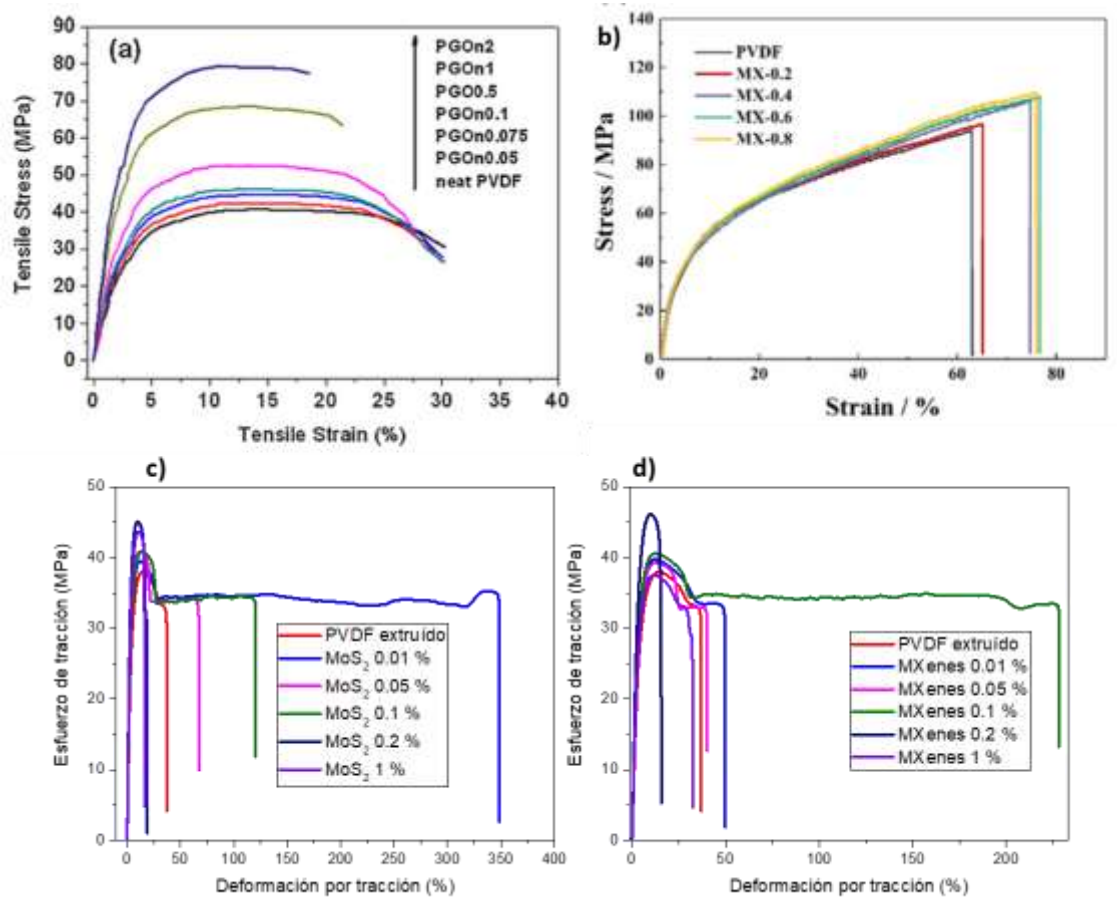 (a)
90
80
70
60
50
40
30
20
10
0
Tensile Stress (MPa)
PGOn2
PGOn1
PGO0.5
PGOn0.1
PGOn0.075
PGOn0.05
neat PVDF
0 5 10 15 20 25 30 35 40
Tensile Strain (%)
b)
140
120
100
80
60
40
20
0
Stress / MPa
PVDF
MX-0.2
MX-0.4
MX-0.6
MX-0.8
0 20 40 60 80
Strain / %
c)
50
40
30
20
10
0
Esfuerzo de tracción (MPa)
PVDF extruído
MoS2 0.01 %
MoS2 0.05 %
MoS2 0.1 %
MoS2 0.2 %
MoS2 1 %
0 50 100 150 200 250 300 350 400
Deformación por tracción (%)
d)
50
40
30
20
10
0
Esfuerzo de tracción (MPa)
PVDF extruído
MXenes 0.01 %
MXenes 0.05 %
MXenes 0.1 %
MXenes 0.2 %
MXenes 1 %
0 50 100 150 200
Deformación por tracción (%)